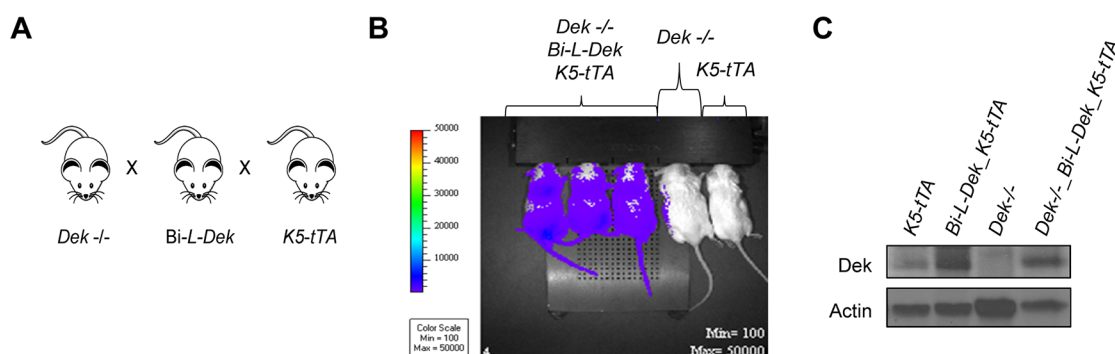 A
X
X
Dek -/-
Bi-L-Dek
K5-tTA
B
Dek -/-
Bi-L-Dek
K5-tTA
Dek -/-
K5-tTA
50000
40000
30000
20000
10000
Color Scale
Min = 100
Max = 50000
Min= 100
Max= 50000
C
K5-tTA
Bi-L-Dek_K5-tTA
Dek-/-
Dek-/-_Bi-L-Dek_K5-tTA
Dek
Actin